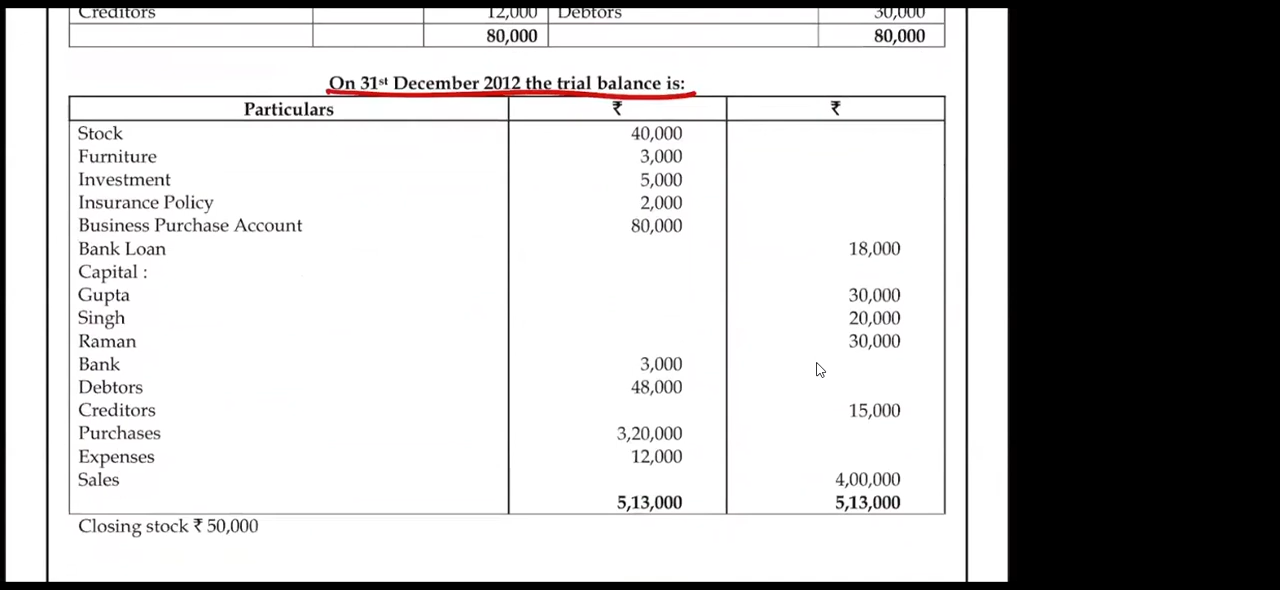 Creditors 12,000 Debtors 30,000
80,000 80,000
On 31st December 2012 the trial balance is:
Particulars ₹ ₹
Stock 40,000
Furniture 3,000
Investment 5,000
Insurance Policy 2,000
Business Purchase Account 80,000
Bank Loan 18,000
Capital :
Gupta 30,000
Singh 20,000
Raman 30,000
Bank 3,000
Debtors 48,000
Creditors 15,000
Purchases 3,20,000
Expenses 12,000
Sales 4,00,000
5,13,000 5,13,000
Closing stock ₹ 50,000